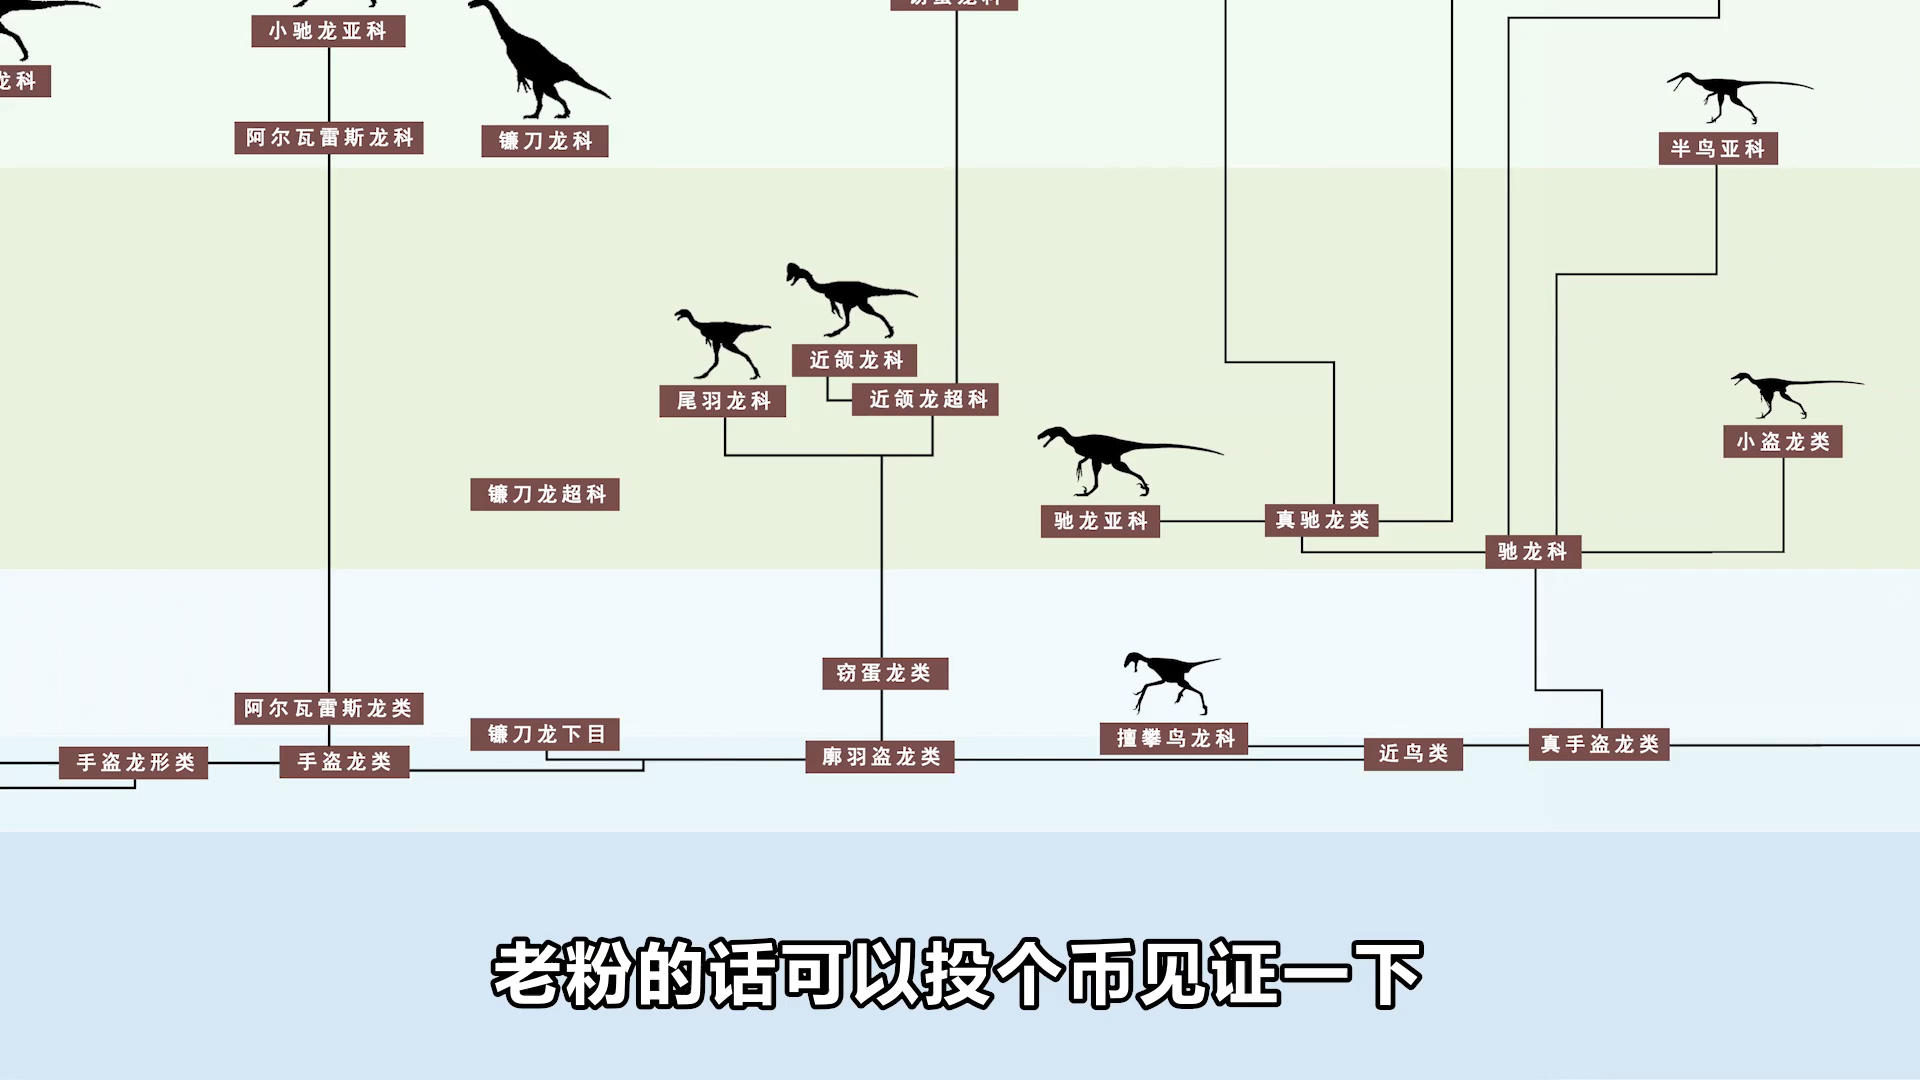 小驰龙亚科
龙科
阿尔瓦雷斯龙科
镰刀龙科
半鸟亚科
近颌龙科
尾羽龙科
近颌龙超科
小盗龙类
镰刀龙超科
驰龙亚科
真驰龙类
驰龙科
窃蛋龙类
阿尔瓦雷斯龙类
镰刀龙下目
擅攀鸟龙科
手盗龙形类
手盗龙类
廓羽盗龙类
近鸟类
真手盗龙类
老粉的话可以投个币见证一下